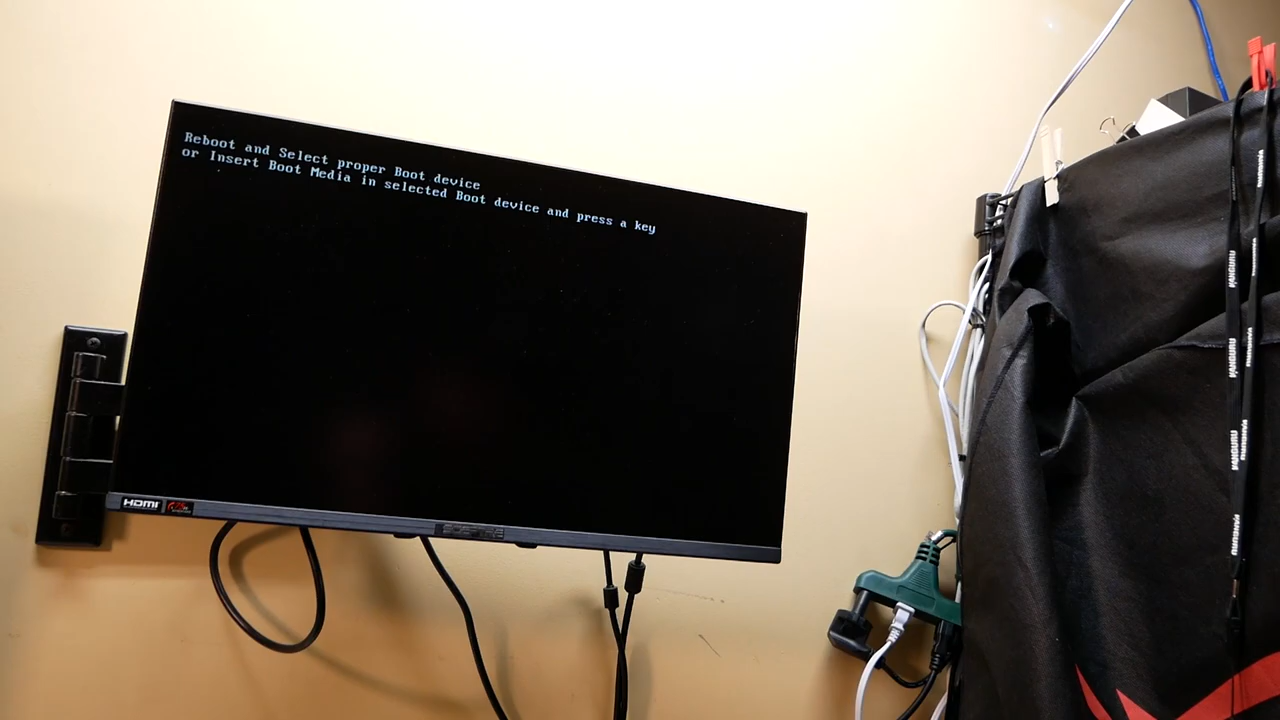 Reboot and Select proper Boot device
or Insert Boot Media in selected Boot device and press a key
HDMI